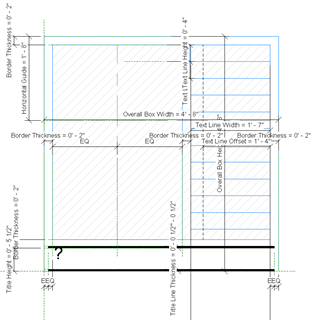 Border Thickness = 0' - 2"
Horizontal Guide = 1' - 8"
Text Line Height = 0' - 4"
Overall Box Width = 4' - 8"
Text Line Width = 1' - 7"
Border Thickness = 0' - 2"
Border Thickness = 0' - 2"
Border Thickness = 0' - 2"
EQ
EQ
Text Line Offset = 1' - 4"
Overall Box
Title Height = 0' - 5 1/2"
Border Thickness = 0' - 2"
Title Line Thickness = 0' - 0 1/2"
- 0 1/2"
?
EEQ
EEQ